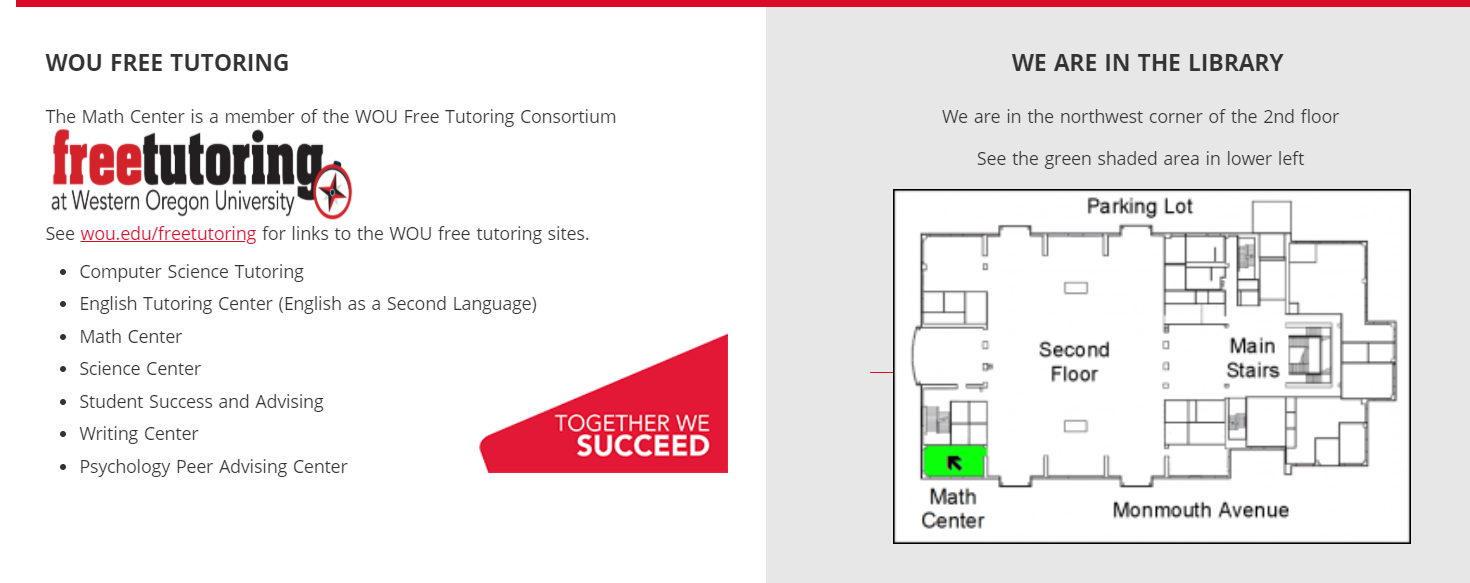 WOU FREE TUTORING
The Math Center is a member of the WOU Free Tutoring Consortium
freetutoring
at Western Oregon University
See wou.edu/freetutoring for links to the WOU free tutoring sites.
Computer Science Tutoring
English Tutoring Center (English as a Second Language)
Math Center
Science Center
Student Success and Advising
Writing Center
Psychology Peer Advising Center
TOGETHER WE
SUCCEED
WE ARE IN THE LIBRARY
We are in the northwest corner of the 2nd floor
See the green shaded area in lower left
Parking Lot
Second
Floor
Main
Stairs
Math
Center
Monmouth Avenue